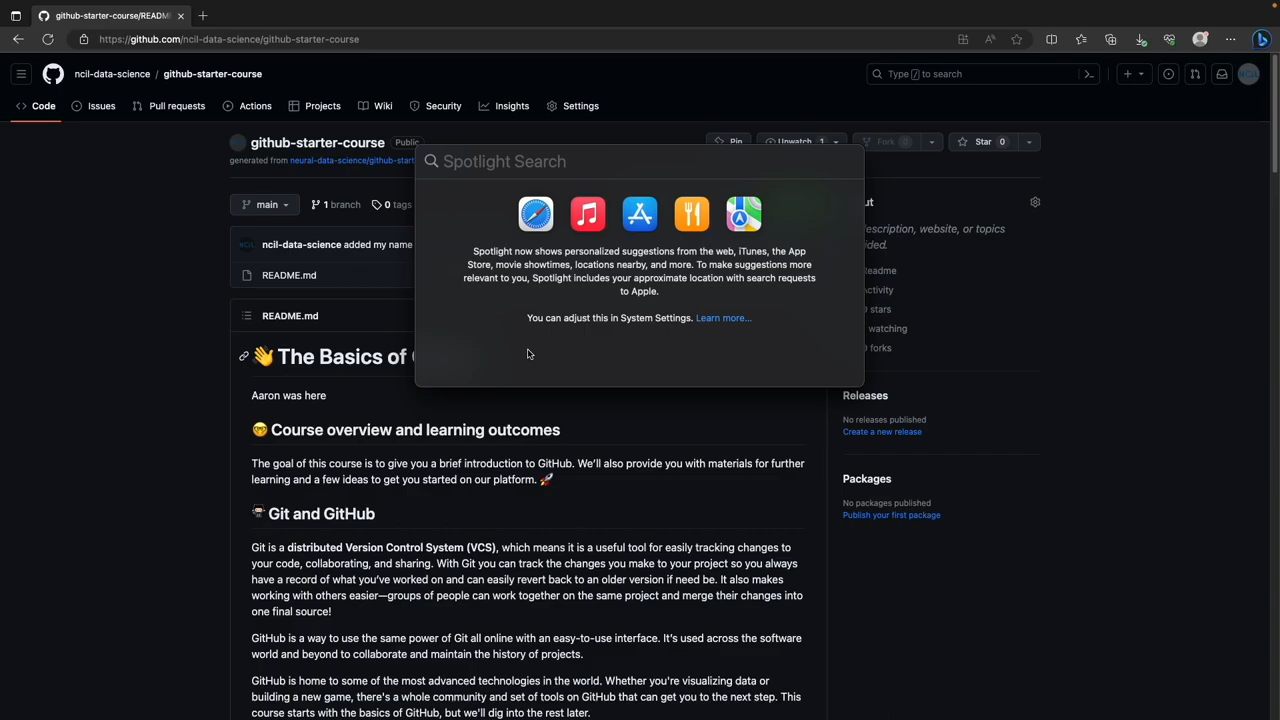 github-starter-course/READM
https://github.com/ncil-data-science/github-starter-course
ncil-data-science / github-starter-course
Type / to search
Code Issues Pull requests Actions Projects Wiki Security Insights Settings
github-starter-course Public
Pin Unwatch 1 Fork 0 Star 0
generated from neural-data-science/github-start
Spotlight Search
main 1 branch 0 tags
ut
escription, website, or topics
ided.
ncil-data-science added my name
README.md
Spotlight now shows personalized suggestions from the web, iTunes, the App
Store, movie showtimes, locations nearby, and more. To make suggestions more
relevant to you, Spotlight includes your approximate location with search requests
to Apple.
You can adjust this in System Settings. Learn more...
eadme
ctivity
stars
watching
forks
README.md
👋 The Basics of
Aaron was here
🤓 Course overview and learning outcomes
The goal of this course is to give you a brief introduction to GitHub. We’ll also provide you with materials for further
learning and a few ideas to get you started on our platform. 🚀
Git and GitHub
Git is a distributed Version Control System (VCS), which means it is a useful tool for easily tracking changes to
your code, collaborating, and sharing. With Git you can track the changes you make to your project so you always
have a record of what you’ve worked on and can easily revert back to an older version if need be. It also makes
working with others easier—groups of people can work together on the same project and merge their changes into
one final source!
GitHub is a way to use the same power of Git all online with an easy-to-use interface. It’s used across the software
world and beyond to collaborate and maintain the history of projects.
GitHub is home to some of the most advanced technologies in the world. Whether you're visualizing data or
building a new game, there's a whole community and set of tools on GitHub that can get you to the next step. This
course starts with the basics of GitHub, but we'll dig into the rest later.
Releases
No releases published
Create a new release
Packages
No packages published
Publish your first package